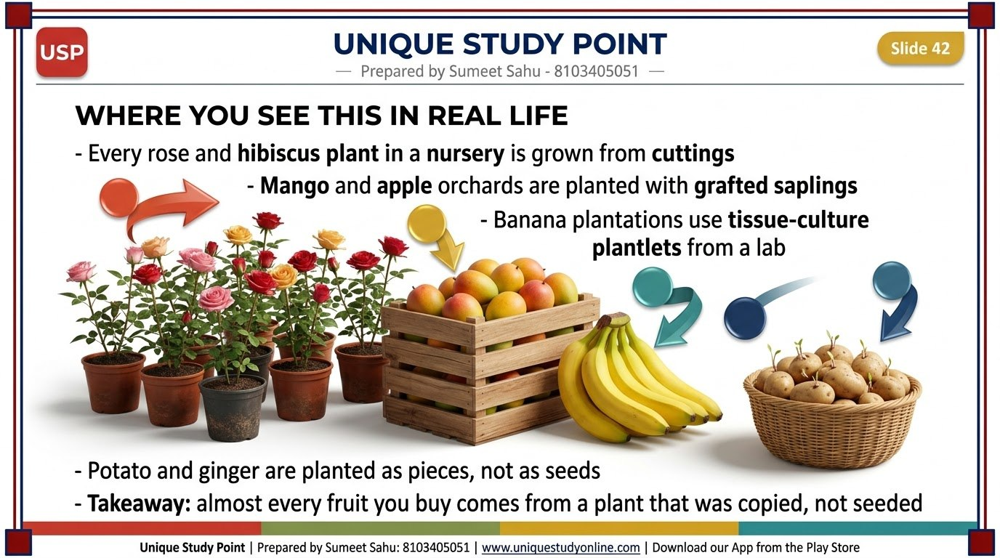 USP
UNIQUE STUDY POINT
Slide 42
— Prepared by Sumeet Sahu - 8103405051 —
WHERE YOU SEE THIS IN REAL LIFE
- Every rose and hibiscus plant in a nursery is grown from cuttings
- Mango and apple orchards are planted with grafted saplings
- Banana plantations use tissue-culture
plantlets from a lab
- Potato and ginger are planted as pieces, not as seeds
- Takeaway: almost every fruit you buy comes from a plant that was copied, not seeded
Unique Study Point | Prepared by Sumeet Sahu: 8103405051 | www.uniquestudyonline.com | Download our App from the Play Store